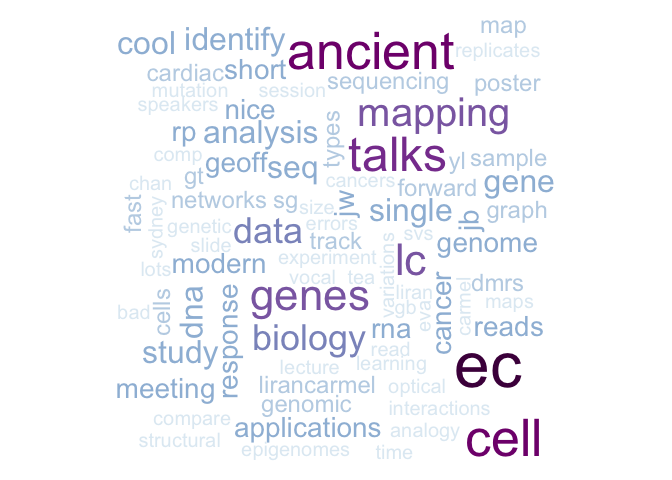 map
cool identify ancient replicates
cardiac short sequencing poster
mutation session
speakers nice mapping
rp analysis types talks
comp geoff seq yl sample
gt cancers forward gene
chan networks sg size jw single jb graph
fast sydney genetic data errors svs genome
slide track
lots modern experiment variations lc
vocal tea liran dmrs
cells dna response genes vgb evas cancer carmel maps
bad biology rna reads
study read ec
lecture learning
meeting lirancarmel optical
genomic interactions
compare applications analogy cell
structural epigenomes time